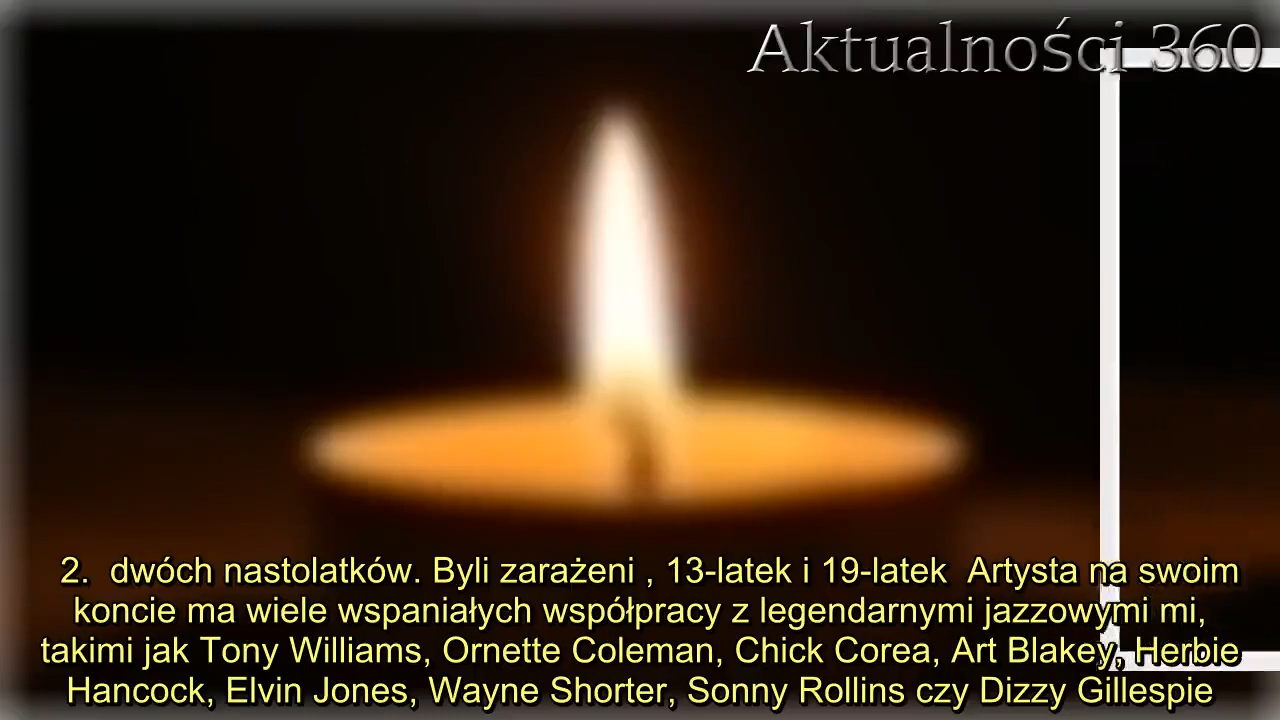 Aktualności 360
2. dwóch nastolatków. Byli zarażeni , 13-latek i 19-latek Artysta na swoim
koncie ma wiele wspaniałych współpracy z legendarnymi jazzowymi mi,
takimi jak Tony Williams, Ornette Coleman, Chick Corea, Art Blakey, Herbie
Hancock, Elvin Jones, Wayne Shorter, Sonny Rollins czy Dizzy Gillespie